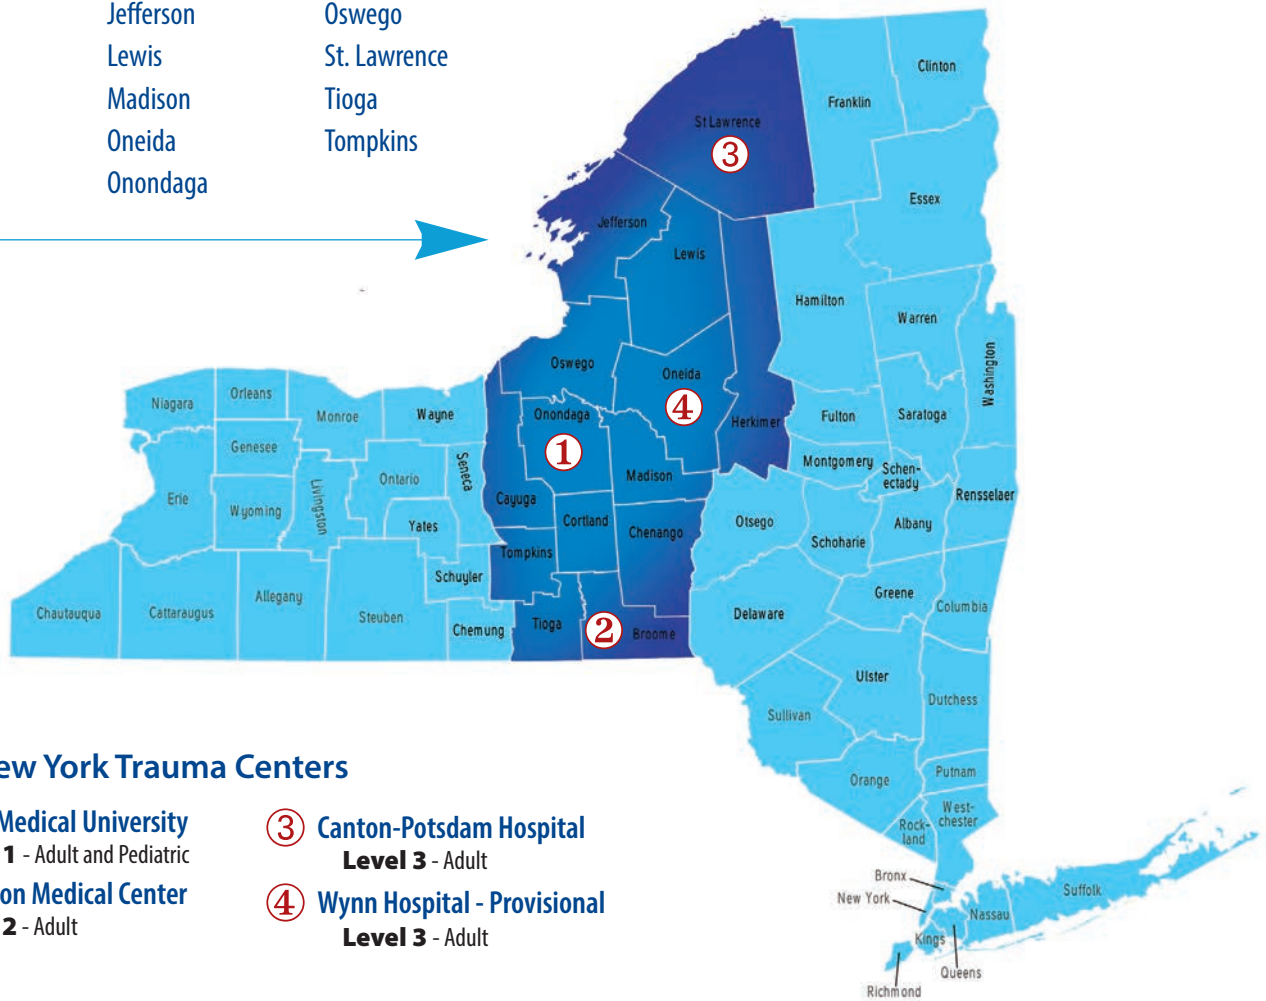 Jefferson
Lewis
Madison
Oneida
Onondaga
Oswego
St. Lawrence
Tioga
Tompkins
Clinton
Franklin
St Lawrence
3
Essex
Jefferson
Lewis
Hamilton
Warren
Washington
Oswego
Oneida
4
Herkimer
Fulton
Saratoga
Niagara
Orleans
Monroe
Wayne
Onondaga
1
Genesee
Seneca
Madison
Montgomery
Schen-
ectady
Rensselaer
Erie
Wyoming
Livingston
Ontario
Yates
Cayuga
Cortland
Chenango
Otsego
Schoharie
Albany
Tompkins
Schuyler
Chautauqua
Cattaraugus
Allegany
Steuben
Chemung
Tioga
2
Broome
Delaware
Greene
Columbia
Ulster
Dutchess
Sullivan
Orange
Putnam
West-
chester
Rock-
land
Bronx
New York
Suffolk
Nassau
Kings
Queens
Richmond
ew York Trauma Centers
Medical University
1 - Adult and Pediatric
on Medical Center
2 - Adult
3 Canton-Potsdam Hospital
Level 3 - Adult
4 Wynn Hospital - Provisional
Level 3 - Adult